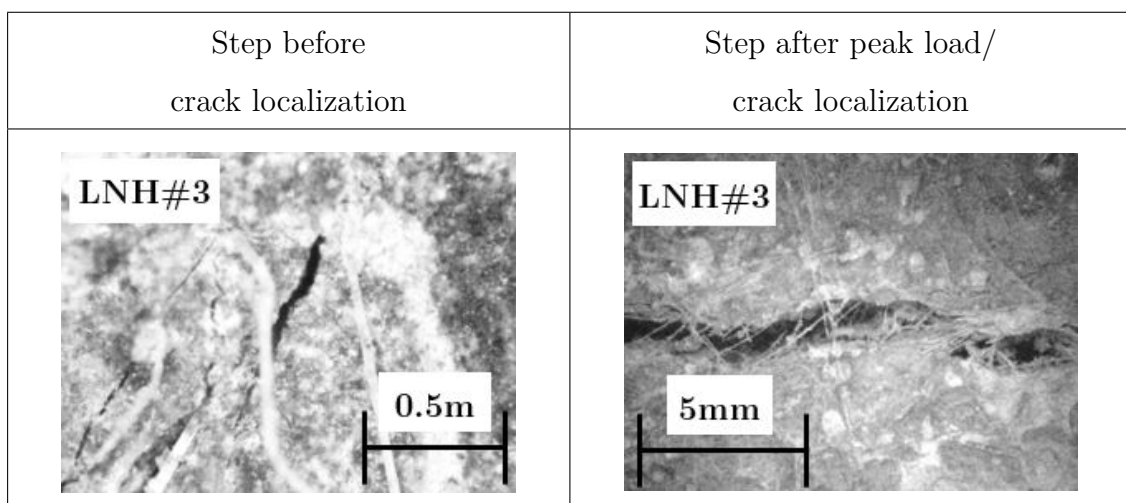 Step before
crack localization
Step after peak load/
crack localization
LNH#3
0.5m
LNH#3
5mm